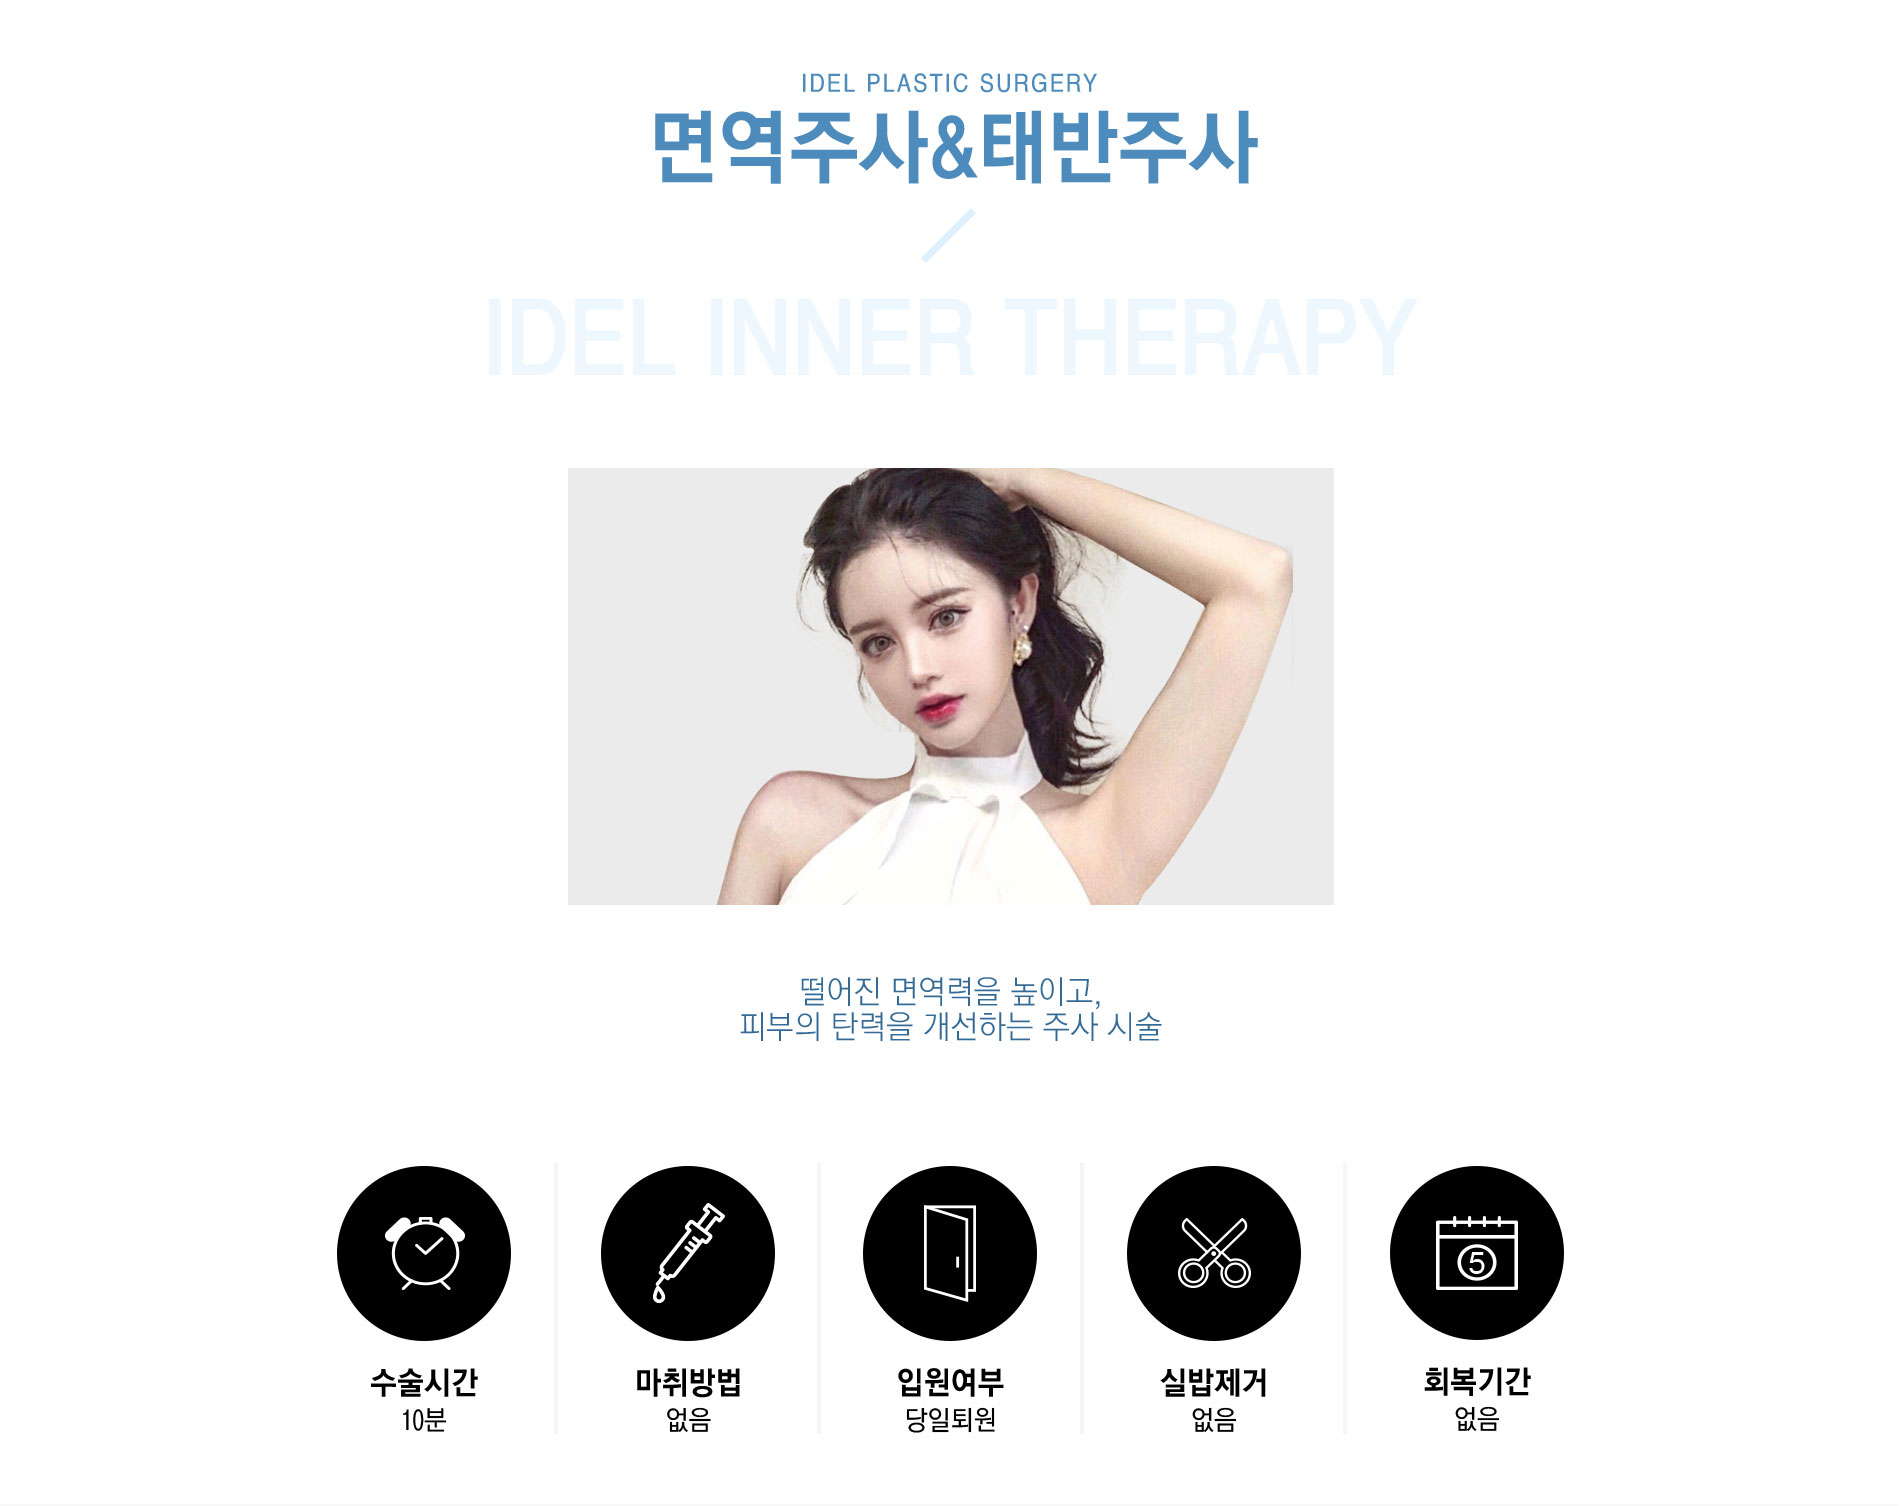 IDEL PLASTIC SURGERY
면역주사&태반주사
IDEL INNER THERAPY
떨어진 면역력을 높이고,
피부의 탄력을 개선하는 주사 시술
5
수술시간
10분
마취방법
없음
입원여부
당일퇴원
실밥제거
없음
회복기간
없음